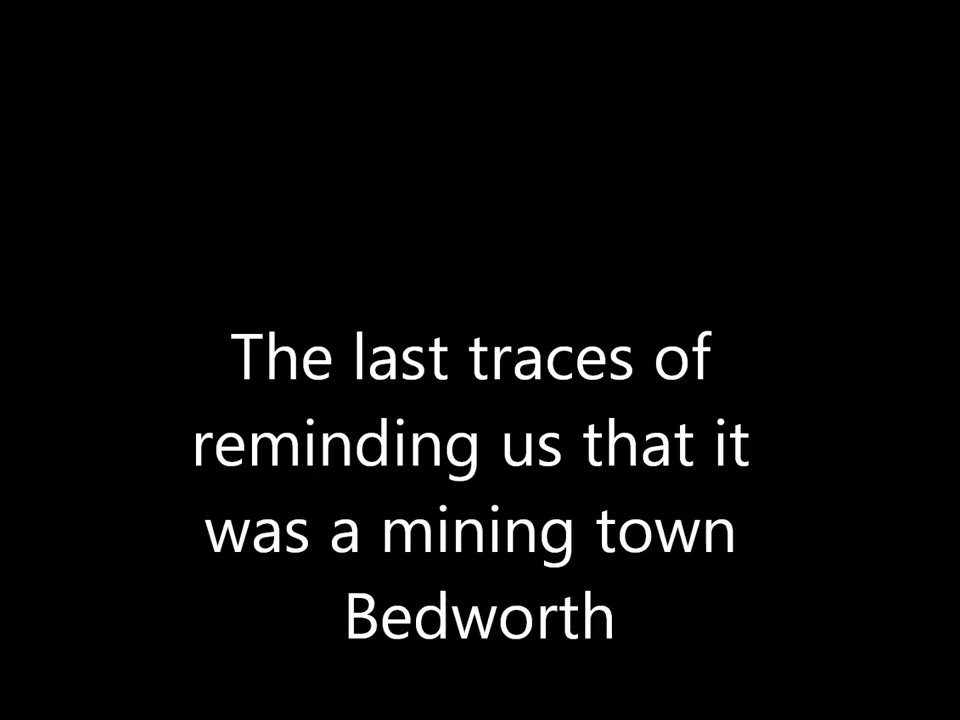 The last traces of
reminding us that it
was a mining town
Bedworth